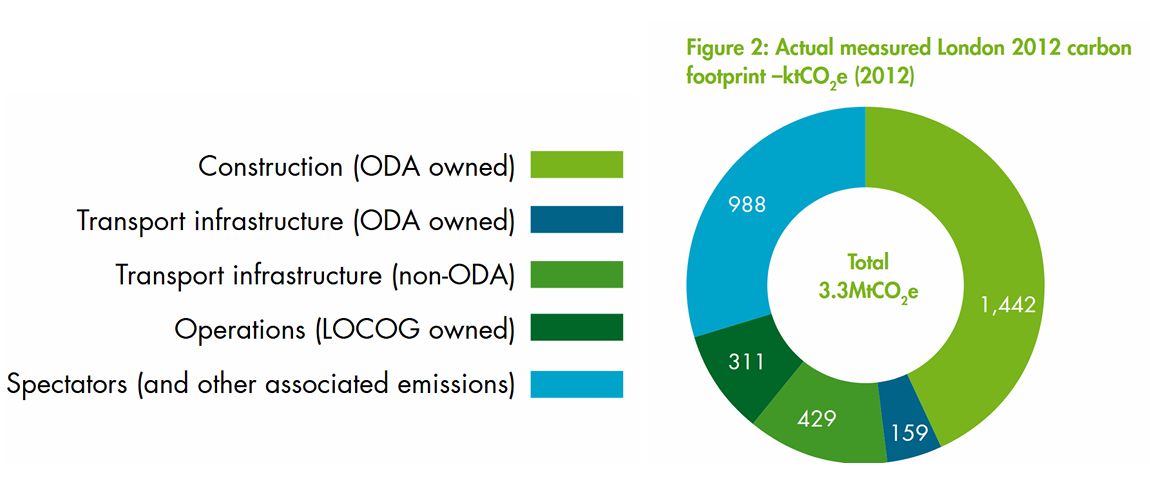 Figure 2: Actual measured London 2012 carbon
footprint –ktCO₂e (2012)
Construction (ODA owned)
Transport infrastructure (ODA owned)
Transport infrastructure (non-ODA)
Operations (LOCOG owned)
Spectators (and other associated emissions)
988
Total
3.3MtCO₂e
1,442
311
429
159